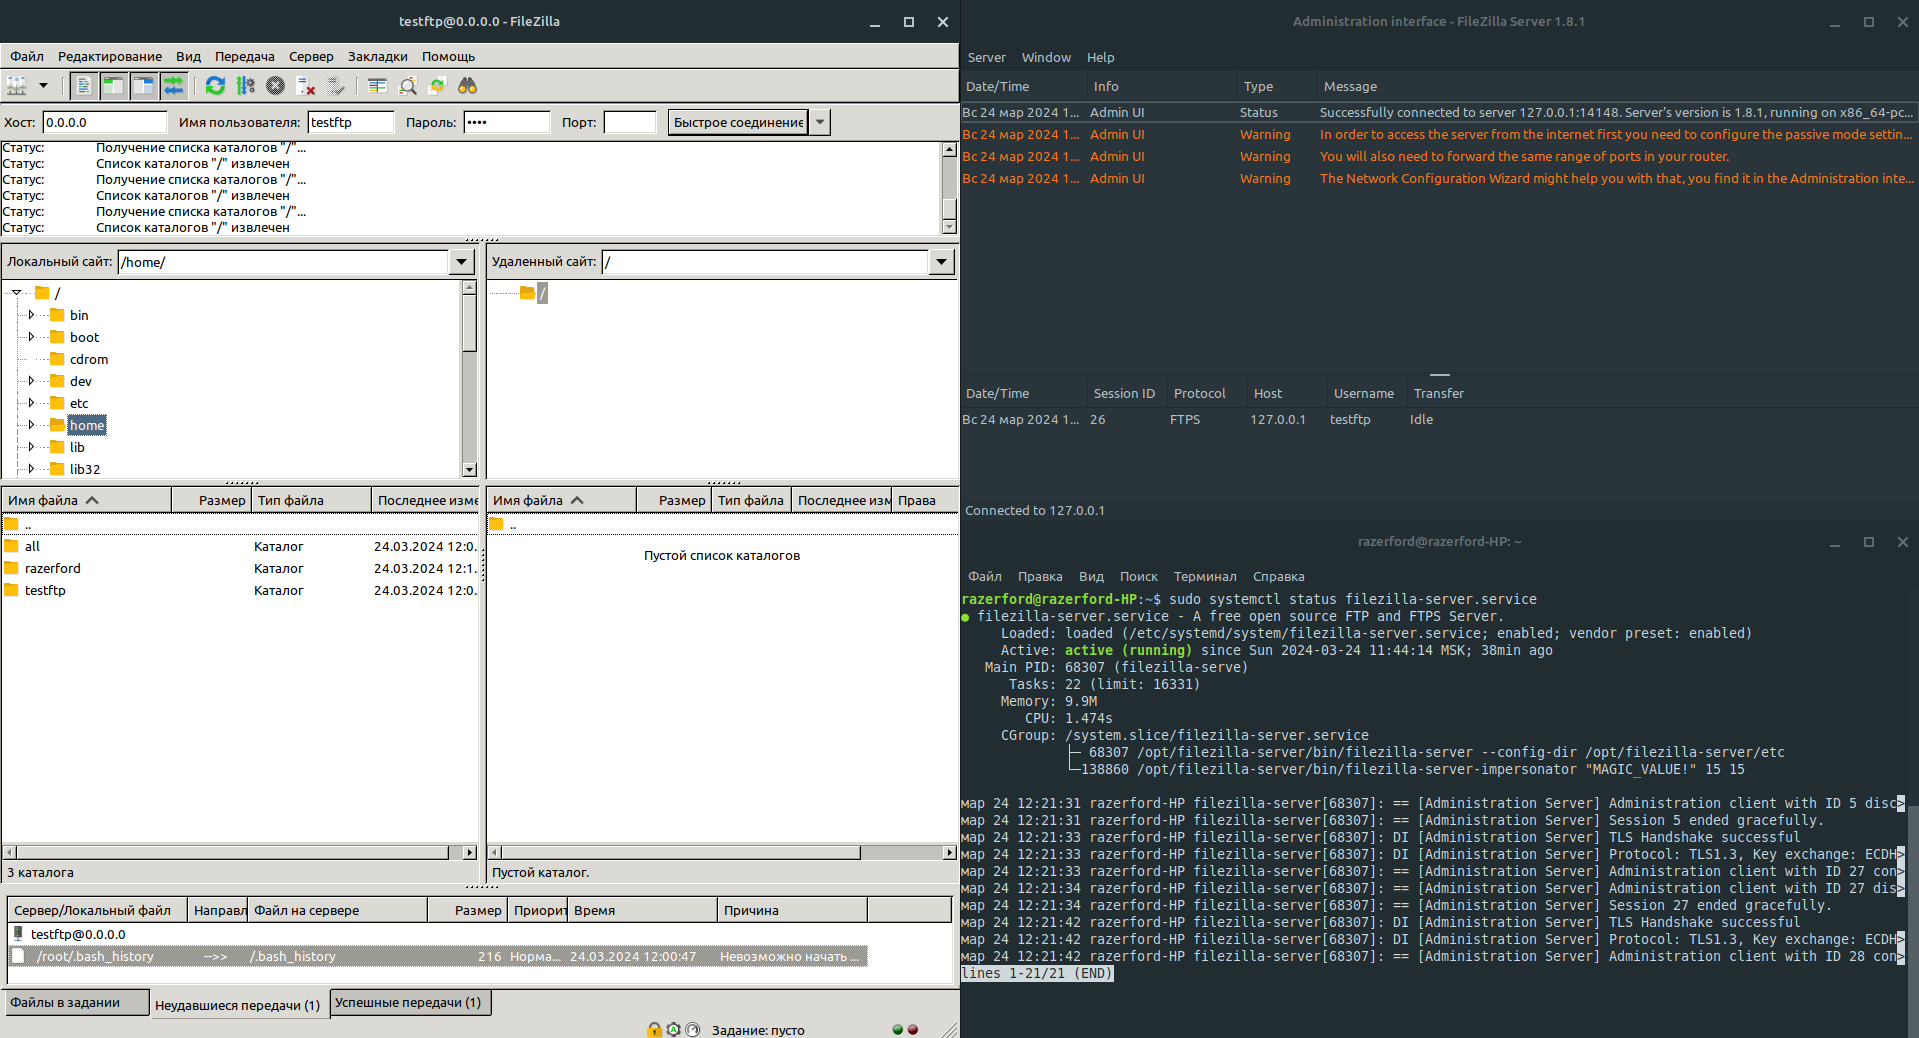 testftp@0.0.0.0 - FileZilla
Файл Редактирование Вид Передача Сервер Закладки Помощь
Хост: 0.0.0.0 Имя пользователя: testftp Пароль: •••• Порт: Быстрое соединение
Статус: Получение списка каталогов "/"...
Статус: Список каталогов "/" извлечен
Статус: Получение списка каталогов "/"...
Статус: Список каталогов "/" извлечен
Статус: Получение списка каталогов "/"...
Статус: Список каталогов "/" извлечен
Локальный сайт: /home/
/
bin
boot
cdrom
dev
etc
home
lib
lib32
Удаленный сайт: /
/
Имя файла Размер Тип файла Последнее изме
..
all Каталог 24.03.2024 12:0...
razerford Каталог 24.03.2024 12:1...
testftp Каталог 24.03.2024 12:0...
3 каталога
Имя файла Размер Тип файла Последнее изм Права
..
Пустой список каталогов
Пустой каталог.
Сервер/Локальный файл Направл Файл на сервере Размер Приорит Время Причина
testftp@0.0.0.0
/root/.bash_history -->> /.bash_history 216 Норма... 24.03.2024 12:00:47 Невозможно начать ...
Файлы в задании Неудавшиеся передачи (1) Успешные передачи (1)
Задание: пусто
Administration interface - FileZilla Server 1.8.1
Server Window Help
Date/Time Info Type Message
Вс 24 мар 2024 1... Admin UI Status Successfully connected to server 127.0.0.1:14148. Server's version is 1.8.1, running on x86_64-pc...
Вс 24 мар 2024 1... Admin UI Warning In order to access the server from the internet first you need to configure the passive mode settin...
Вс 24 мар 2024 1... Admin UI Warning You will also need to forward the same range of ports in your router.
Вс 24 мар 2024 1... Admin UI Warning The Network Configuration Wizard might help you with that, you find it in the Administration inte...
Date/Time Session ID Protocol Host Username Transfer
Вс 24 мар 2024 1... 26 FTPS 127.0.0.1 testftp Idle
Connected to 127.0.0.1
razerford@razerford-HP: ~
Файл Правка Вид Поиск Терминал Справка
razerford@razerford-HP:~$ sudo systemctl status filezilla-server.service
● filezilla-server.service - A free open source FTP and FTPS Server.
Loaded: loaded (/etc/systemd/system/filezilla-server.service; enabled; vendor preset: enabled)
Active: active (running) since Sun 2024-03-24 11:44:14 MSK; 38min ago
Main PID: 68307 (filezilla-serve)
Tasks: 22 (limit: 16331)
Memory: 9.9M
CPU: 1.474s
CGroup: /system.slice/filezilla-server.service
├─ 68307 /opt/filezilla-server/bin/filezilla-server --config-dir /opt/filezilla-server/etc
└─138860 /opt/filezilla-server/bin/filezilla-server-impersonator "MAGIC_VALUE!" 15 15
мар 24 12:21:31 razerford-HP filezilla-server[68307]: == [Administration Server] Administration client with ID 5 disc>
мар 24 12:21:31 razerford-HP filezilla-server[68307]: == [Administration Server] Session 5 ended gracefully.
мар 24 12:21:33 razerford-HP filezilla-server[68307]: DI [Administration Server] TLS Handshake successful
мар 24 12:21:33 razerford-HP filezilla-server[68307]: DI [Administration Server] Protocol: TLS1.3, Key exchange: ECDH>
мар 24 12:21:33 razerford-HP filezilla-server[68307]: == [Administration Server] Administration client with ID 27 con>
мар 24 12:21:34 razerford-HP filezilla-server[68307]: == [Administration Server] Administration client with ID 27 dis>
мар 24 12:21:34 razerford-HP filezilla-server[68307]: == [Administration Server] Session 27 ended gracefully.
мар 24 12:21:42 razerford-HP filezilla-server[68307]: DI [Administration Server] TLS Handshake successful
мар 24 12:21:42 razerford-HP filezilla-server[68307]: DI [Administration Server] Protocol: TLS1.3, Key exchange: ECDH>
мар 24 12:21:42 razerford-HP filezilla-server[68307]: == [Administration Server] Administration client with ID 28 con>
lines 1-21/21 (END)